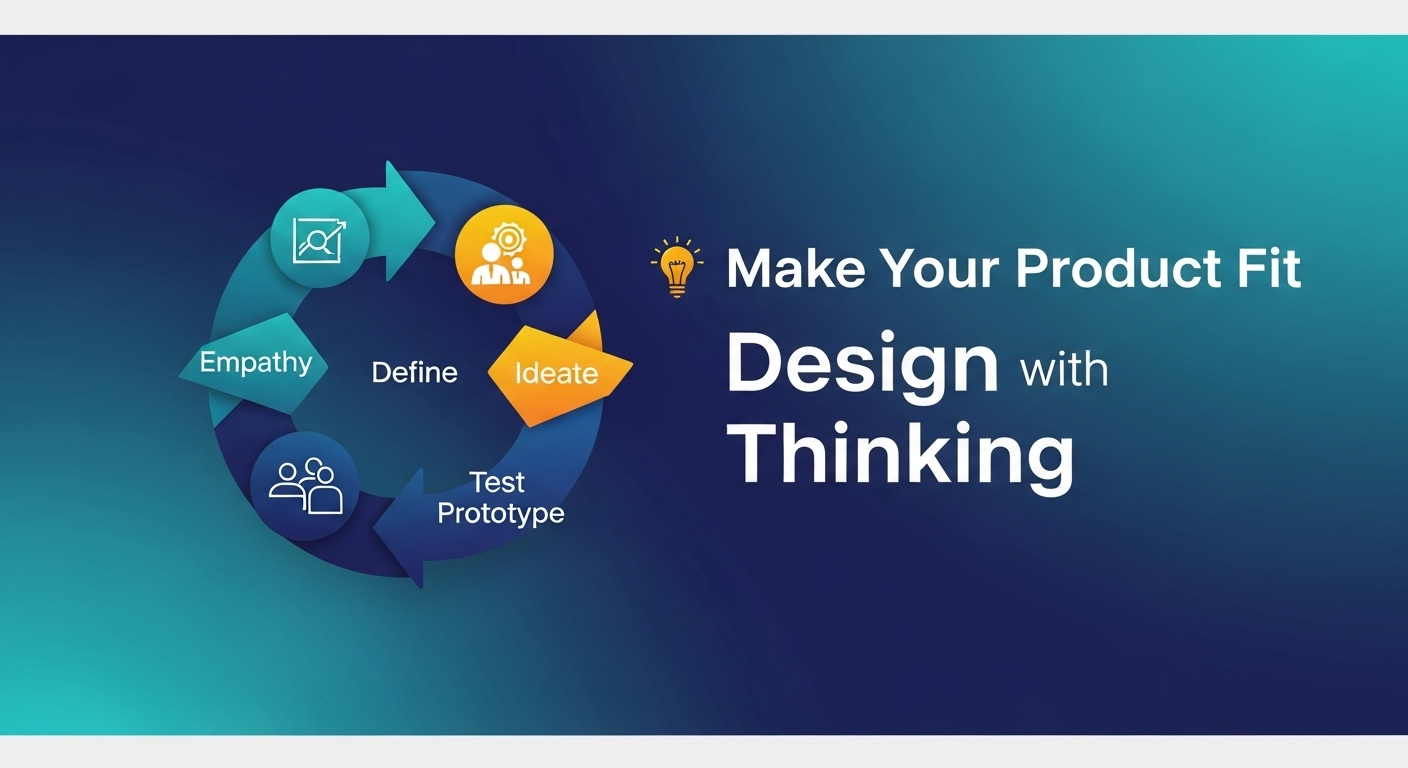 Empathy
Define
Ideate
Test
Prototype
Make Your Product Fit
Design with
Thinking